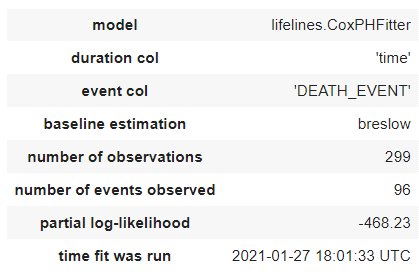 model lifelines.CoxPHFitter
duration col 'time'
event col 'DEATH_EVENT'
baseline estimation breslow
number of observations 299
number of events observed 96
partial log-likelihood -468.23
time fit was run 2021-01-27 18:01:33 UTC